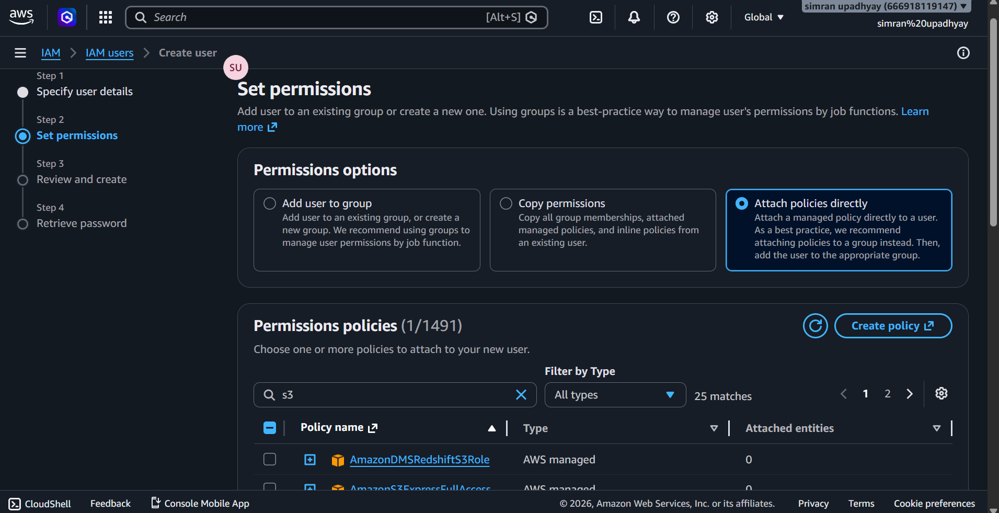 aws
Search
[Alt+S]
Global
simran upadhyay (666918119147)
simran%20upadhyay
IAM
IAM users
Create user
SU
Step 1
Specify user details
Step 2
Set permissions
Step 3
Review and create
Step 4
Retrieve password
Set permissions
Add user to an existing group or create a new one. Using groups is a best-practice way to manage user's permissions by job functions. Learn
more
Permissions options
Add user to group
Add user to an existing group, or create a
new group. We recommend using groups to
manage user permissions by job function.
Copy permissions
Copy all group memberships, attached
managed policies, and inline policies from
an existing user.
Attach policies directly
Attach a managed policy directly to a user.
As a best practice, we recommend
attaching policies to a group instead. Then,
add the user to the appropriate group.
Permissions policies (1/1491)
Create policy
Choose one or more policies to attach to your new user.
Filter by Type
s3
All types
25 matches
1
2
Policy name
Type
Attached entities
AmazonDMSRedshiftS3Role
AWS managed
0
AmazonS3ExpressFullAccess
AWS managed
0
CloudShell
Feedback
Console Mobile App
© 2026, Amazon Web Services, Inc. or its affiliates.
Privacy
Terms
Cookie preferences